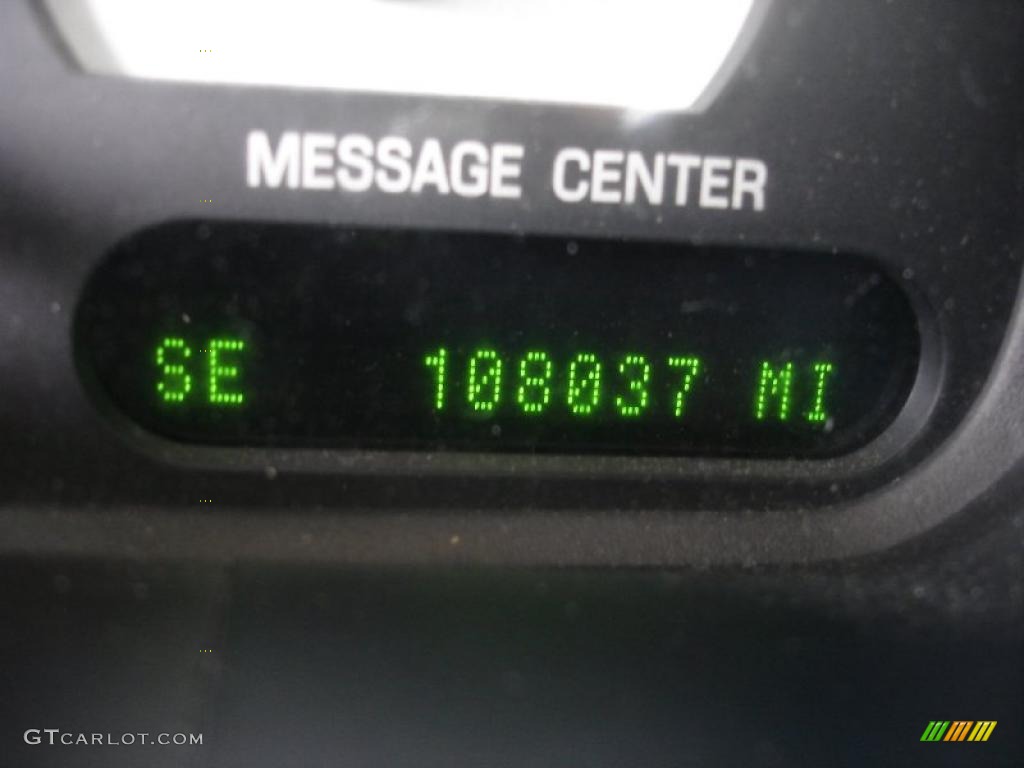 MESSAGE CENTER
SE 108037 MI
GTCARLOT.COM